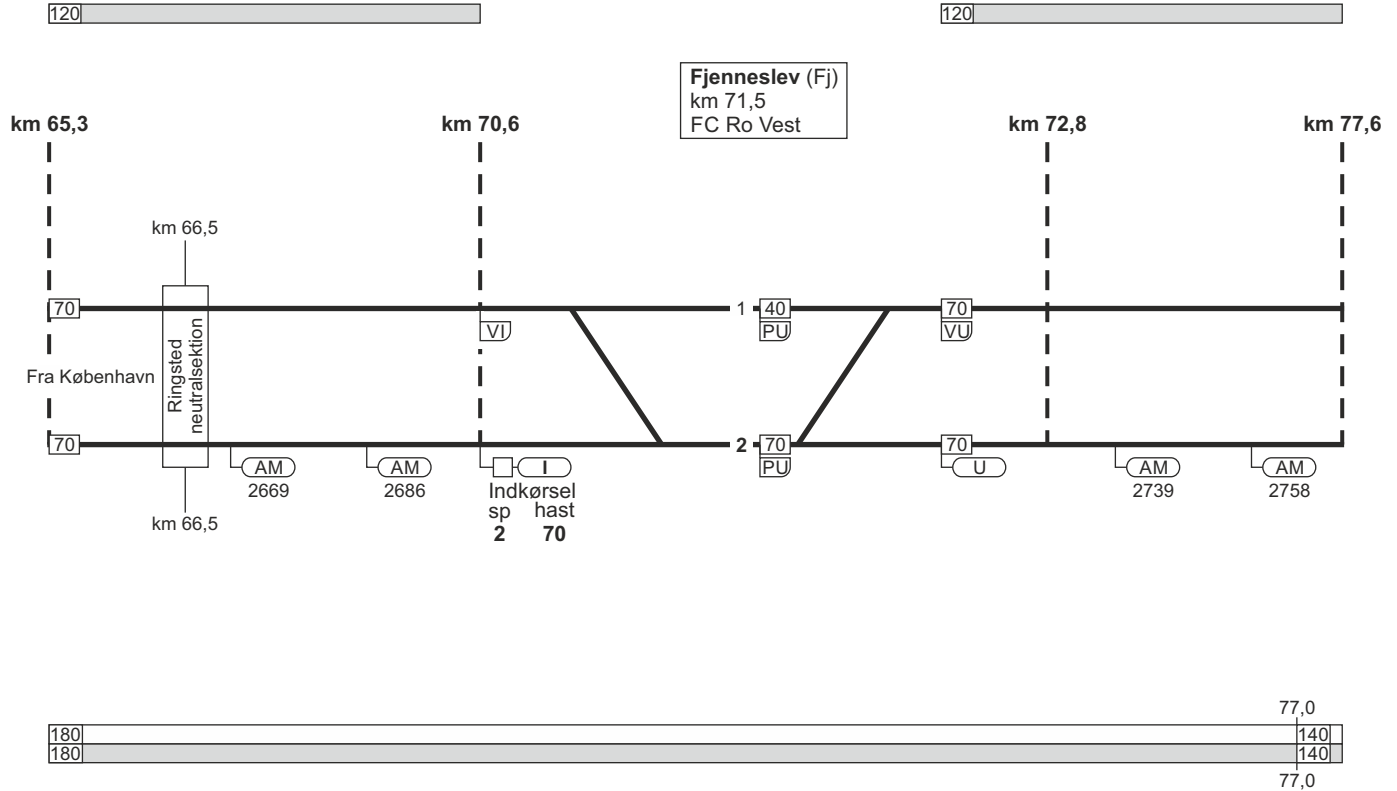 120
120
Fjenneslev (Fj)
km 71,5
FC Ro Vest
km 65,3
km 70,6
km 72,8
km 77,6
km 66,5
70
1
40
70
VI
PU
VU
Fra København
Ringsted
neutralsektion
70
2
70
70
AM
2669
AM
2686
I
Indkørsel
sp hast
2 70
PU
U
AM
2739
AM
2758
km 66,5
77,0
180
140
180
140
77,0